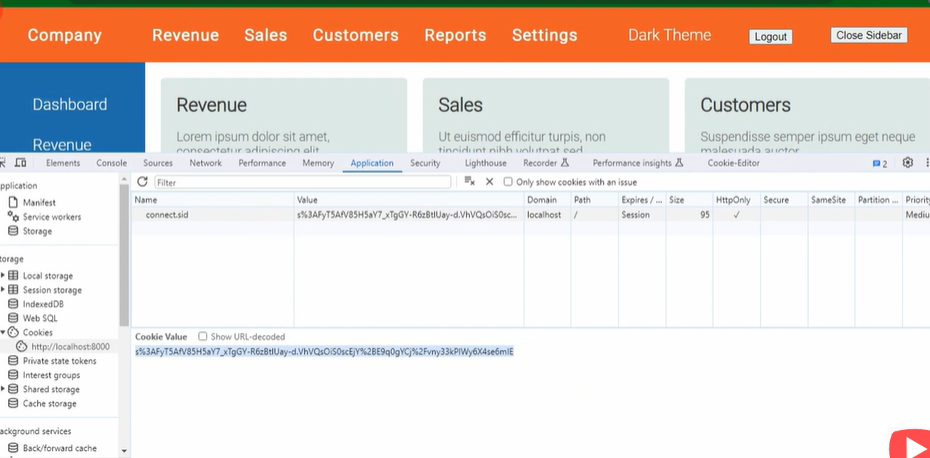 Company Revenue Sales Customers Reports Settings Dark Theme Logout Close Sidebar
Dashboard
Revenue
Revenue
Lorem ipsum dolor sit amet,
consectetur adipiscing elit.
Sales
Ut euismod efficitur turpis, non
tincidunt nibh volutpat sed
Customers
Suspendisse semper ipsum eget neque
malesuada auctor
Elements Console Sources Network Performance Memory Application Security Lighthouse Recorder Performance insights Cookie-Editor 2
pplication
Manifest
Service workers
Storage
torage
Local storage
Session storage
IndexedDB
Web SQL
Cookies
http://localhost:8000
Private state tokens
Interest groups
Shared storage
Cache storage
ackground services
Back/forward cache
Filter Only show cookies with an issue
Name Value Domain Path Expires / ... Size HttpOnly Secure SameSite Partition ... Priority
connect.sid s%3AFyT5AfV85H5aY7_xTgGY-R6zBtlUay-d.VhVQsOiS0sc... localhost / Session 95 ✓ Mediu
Cookie Value Show URL-decoded
s%3AFyT5AfV85H5aY7_xTgGY-R6zBtlUay-d.VhVQsOiS0scEjY%2BE9q0gYCj%2Fvny33kPlWy6X4se6mlE